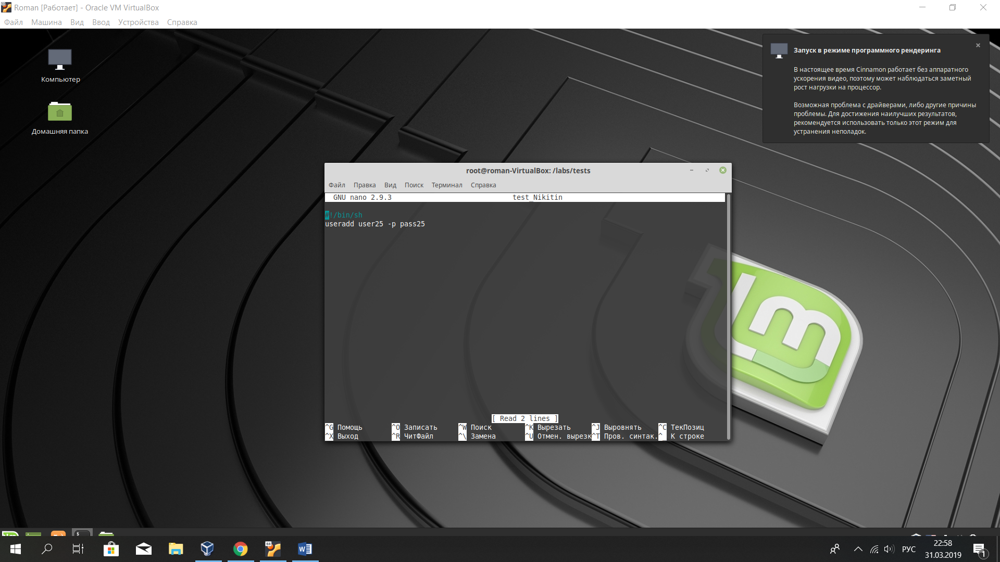 Roman [Работает] - Oracle VM VirtualBox
Файл Машина Вид Ввод Устройства Справка
Компьютер
Домашняя папка
Запуск в режиме программного рендеринга
В настоящее время Cinnamon работает без аппаратного
ускорения видео, поэтому может наблюдаться заметный
рост нагрузки на процессор.
Возможная проблема с драйверами, либо другие причины
проблемы. Для достижения наилучших результатов,
рекомендуется использовать только этот режим для
устранения неполадок.
root@roman-VirtualBox: /labs/tests
Файл Правка Вид Поиск Терминал Справка
GNU nano 2.9.3 test_Nikitin
#!/bin/sh
useradd user25 -p pass25
[ Read 2 lines ]
^G Помощь ^O Записать ^W Поиск ^K Вырезать ^J Выровнять ^C ТекПозиц
^X Выход ^R ЧитФайл ^\ Замена ^U Отмен. вырезк ^T Пров. синтак. ^_ К строке
64
РУС
22:58
31.03.2019
1